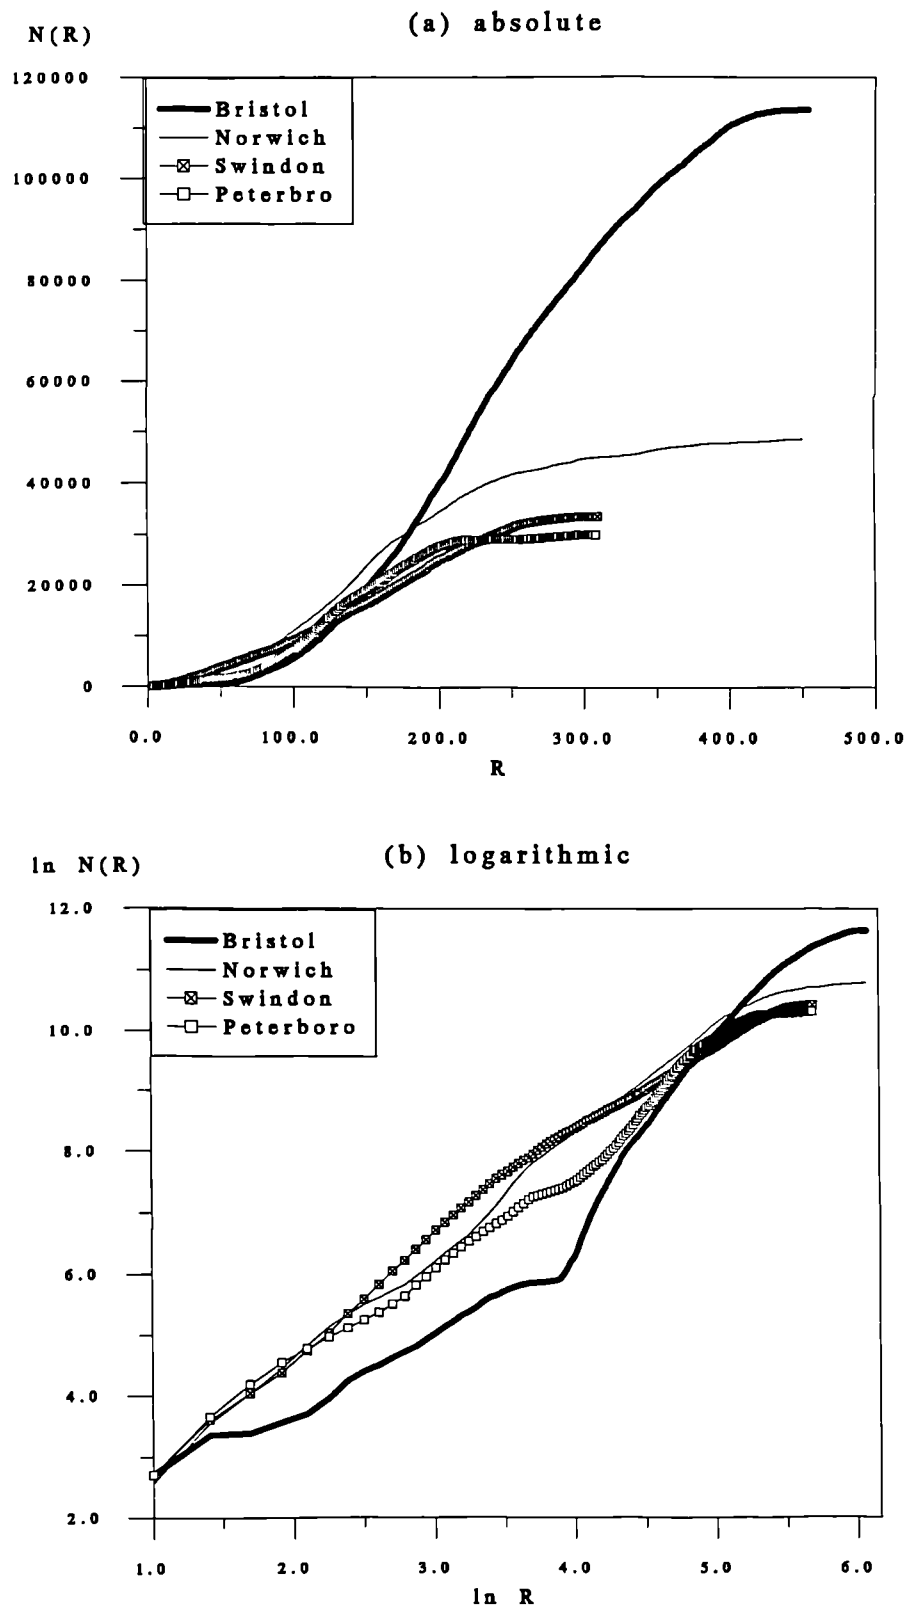 (a) absolute
N(R)
120000
100000
80000
60000
40000
20000
0
Bristol
Norwich
Swindon
Peterbro
0.0 100.0 200.0 300.0 400.0 500.0
R
(b) logarithmic
ln N(R)
12.0
10.0
8.0
6.0
4.0
2.0
Bristol
Norwich
Swindon
Peterboro
1.0 2.0 3.0 4.0 5.0 6.0
ln R